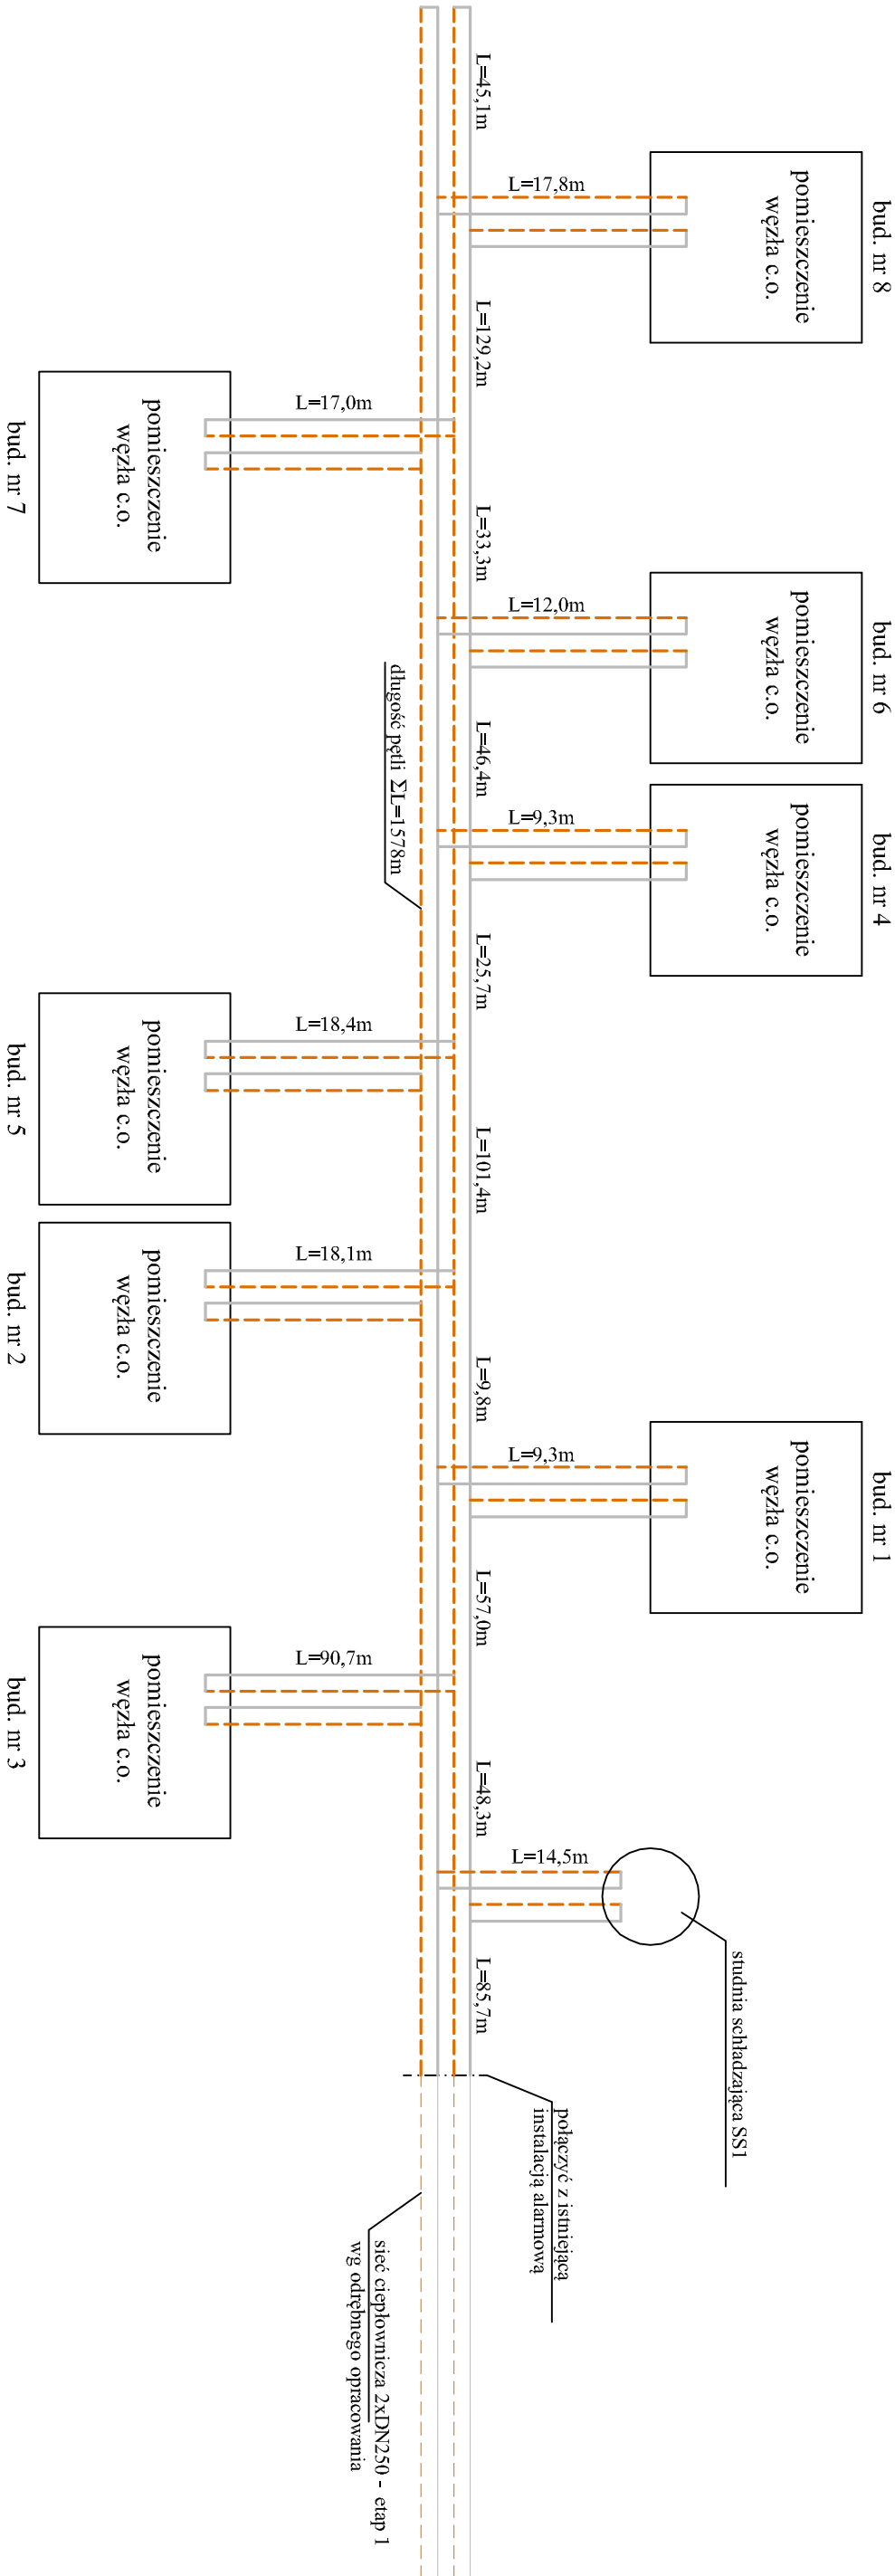 L=45,1m
bud. nr 8
pomieszczenie
węzła c.o.
L=17,8m
L=129,2m
L=17,0m
pomieszczenie
węzła c.o.
bud. nr 7
L=33,3m
bud. nr 6
pomieszczenie
węzła c.o.
L=12,0m
długość pętli ΣL=1578m
L=46,4m
bud. nr 4
pomieszczenie
węzła c.o.
L=9,3m
L=25,7m
L=18,4m
pomieszczenie
węzła c.o.
bud. nr 5
L=101,4m
L=18,1m
pomieszczenie
węzła c.o.
bud. nr 2
L=9,8m
bud. nr 1
pomieszczenie
węzła c.o.
L=9,3m
L=57,0m
L=90,7m
pomieszczenie
węzła c.o.
bud. nr 3
L=48,3m
L=14,5m
studnia schładzająca SS1
L=85,7m
połączyć z istniejącą
instalacją alarmową
sieć ciepłownicza 2xDN250 - etap 1
wg odrębnego opracowania